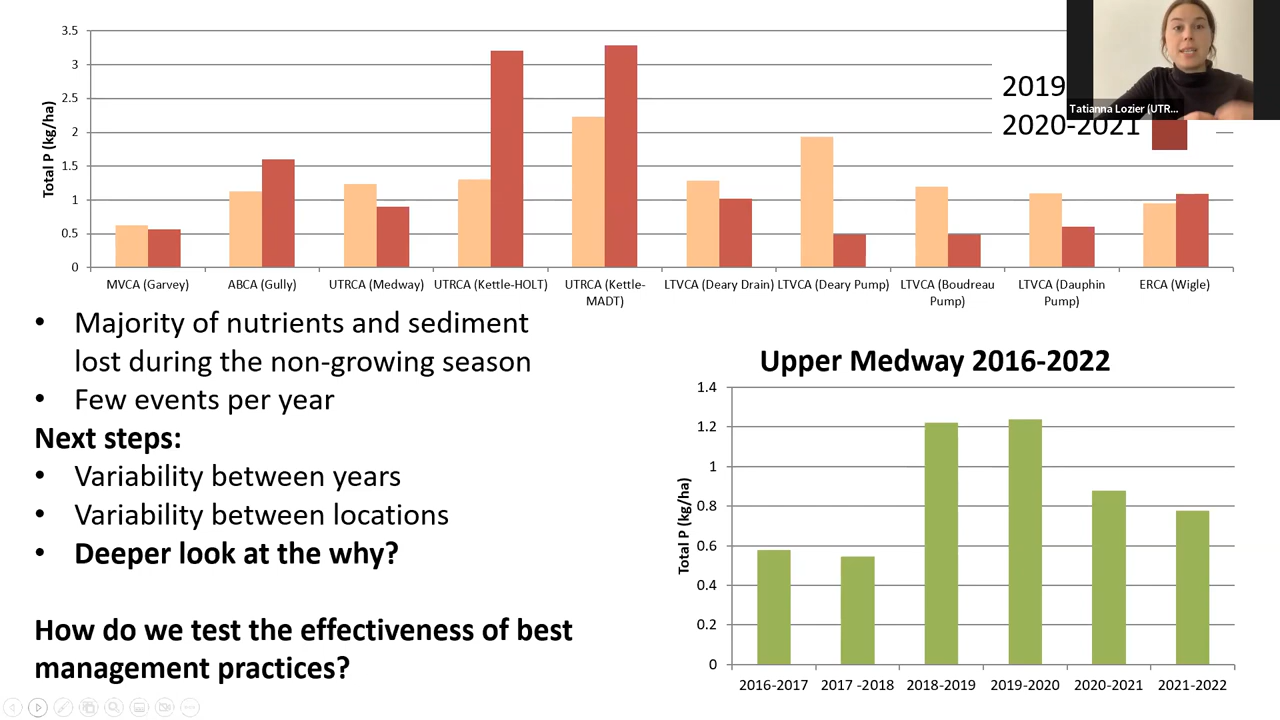 3.5
3
2.5
2
1.5
1
0.5
0
Total P (kg/ha)
2019
2020-2021
Tatianna Lozier (UTR...
MVCA (Garvey)
ABCA (Gully)
UTRCA (Medway)
UTRCA (Kettle-HOLT)
UTRCA (Kettle-
MADT)
LTVCA (Deary Drain)
LTVCA (Deary Pump)
LTVCA (Boudreau
Pump)
LTVCA (Dauphin
Pump)
ERCA (Wigle)
• Majority of nutrients and sediment
lost during the non-growing season
• Few events per year
Next steps:
• Variability between years
• Variability between locations
• Deeper look at the why?
How do we test the effectiveness of best
management practices?
Upper Medway 2016-2022
1.4
1.2
1
0.8
0.6
0.4
0.2
0
Total P (kg/ha)
2016-2017
2017 -2018
2018-2019
2019-2020
2020-2021
2021-2022